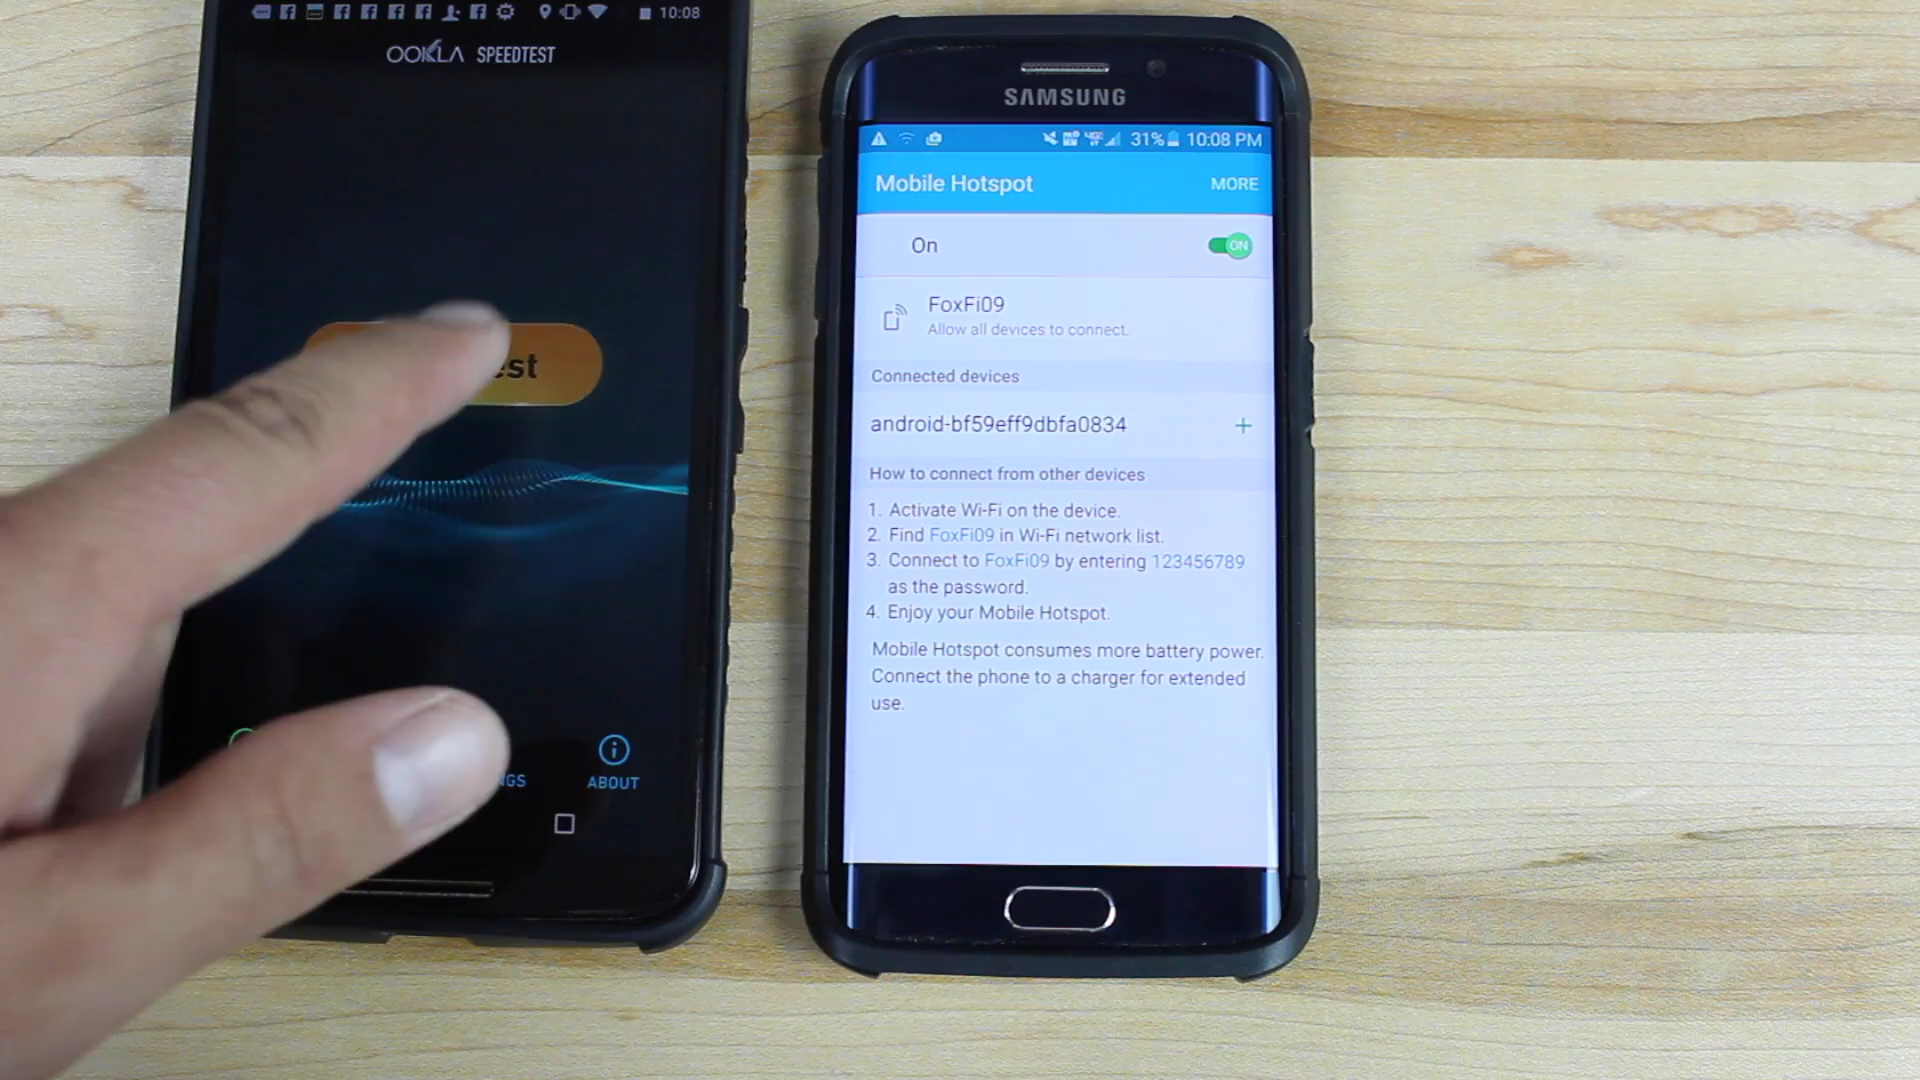 10:08
OOKLA SPEEDTEST
est
NGS
ABOUT
SAMSUNG
31% 10:08 PM
Mobile Hotspot
MORE
On
ON
FoxFi09
Allow all devices to connect.
Connected devices
android-bf59eff9dbfa0834
+
How to connect from other devices
1. Activate Wi-Fi on the device.
2. Find FoxFi09 in Wi-Fi network list.
3. Connect to FoxFi09 by entering 123456789
as the password.
4. Enjoy your Mobile Hotspot.
Mobile Hotspot consumes more battery power.
Connect the phone to a charger for extended
use.